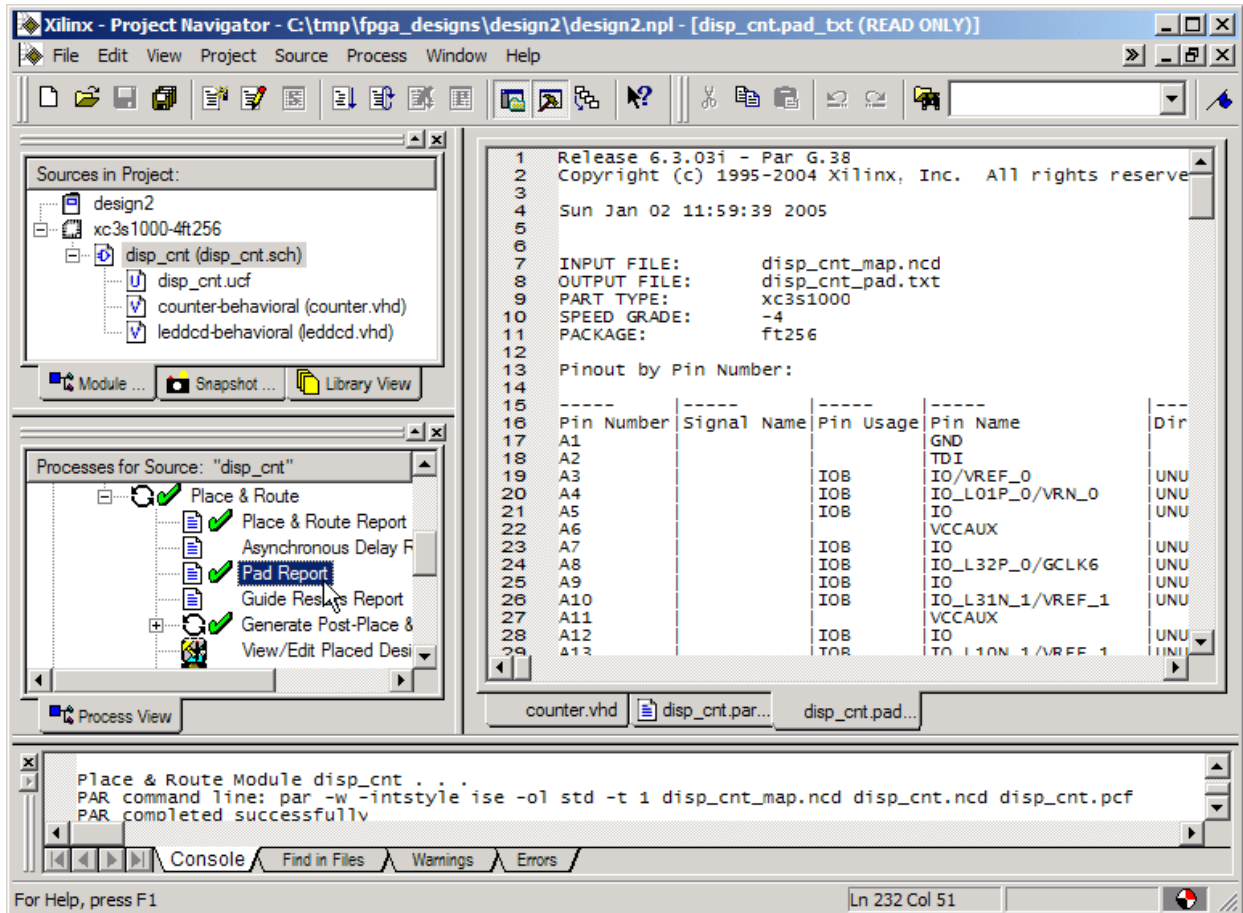 Xilinx - Project Navigator - C:\tmp\fpga_designs\design2\design2.npl - [disp_cnt.pad_txt (READ ONLY)]
File Edit View Project Source Process Window Help
Sources in Project:
design2
xc3s1000-4ft256
disp_cnt (disp_cnt.sch)
disp_cnt.ucf
counter-behavioral (counter.vhd)
leddcd-behavioral (leddcd.vhd)
Module ... Snapshot ... Library View
Processes for Source: "disp_cnt"
Place & Route
Place & Route Report
Asynchronous Delay R
Pad Report
Guide Results Report
Generate Post-Place &
View/Edit Placed Desi
Process View
1 Release 6.3.03i - Par G.38
2 Copyright (c) 1995-2004 Xilinx, Inc. All rights reserve
3
4 Sun Jan 02 11:59:39 2005
5
6
7 INPUT FILE: disp_cnt_map.ncd
8 OUTPUT FILE: disp_cnt_pad.txt
9 PART TYPE: xc3s1000
10 SPEED GRADE: -4
11 PACKAGE: ft256
12
13 Pinout by Pin Number:
14
15 ----- |----- |----- |----- |---
16 Pin Number|Signal Name|Pin Usage|Pin Name |Dir
17 A1 | | |GND |
18 A2 | | |TDI |
19 A3 | |IOB |IO/VREF_0 |UNU
20 A4 | |IOB |IO_L01P_0/VRN_0 |UNU
21 A5 | |IOB |IO |UNU
22 A6 | | |VCCAUX |
23 A7 | |IOB |IO |UNU
24 A8 | |IOB |IO_L32P_0/GCLK6 |UNU
25 A9 | |IOB |IO |UNU
26 A10 | |IOB |IO_L31N_1/VREF_1 |UNU
27 A11 | | |VCCAUX |
28 A12 | |IOB |IO |UNU
29 A13 | |IOB |IO_L10N_1/VREF_1 |UNU
counter.vhd disp_cnt.par... disp_cnt.pad...
Place & Route Module disp_cnt . . .
PAR command line: par -w -intstyle ise -ol std -t 1 disp_cnt_map.ncd disp_cnt.ncd disp_cnt.pcf
PAR completed successfully
Console Find in Files Warnings Errors
For Help, press F1 Ln 232 Col 51